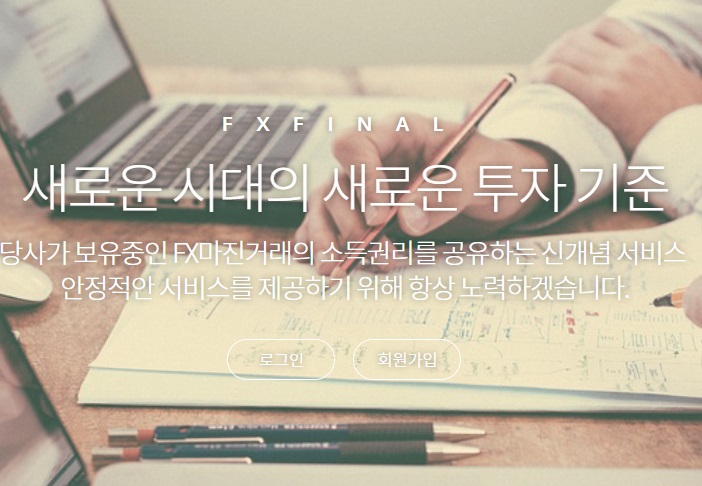 FXFINAL
새로운 시대의 새로운 투자 기준
당사가 보유중인 FX마진거래의 소득권리를 공유하는 신개념 서비스
안정적안 서비스를 제공하기 위해 항상 노력하겠습니다.
로그인 회원가입